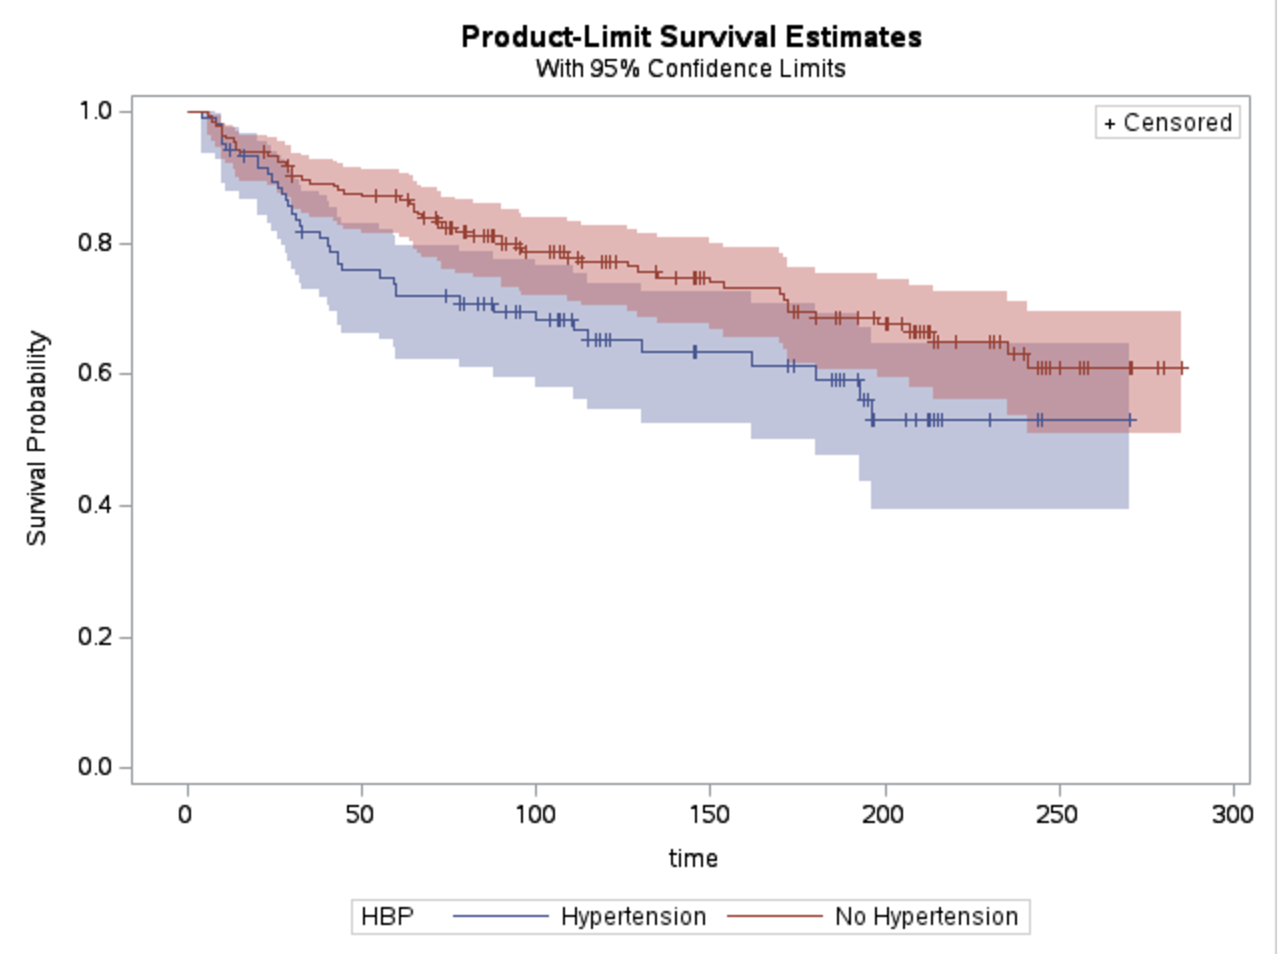 Product-Limit Survival Estimates
With 95% Confidence Limits
+ Censored
1.0
0.8
0.6
0.4
0.2
0.0
Survival Probability
0 50 100 150 200 250 300
time
HBP Hypertension No Hypertension